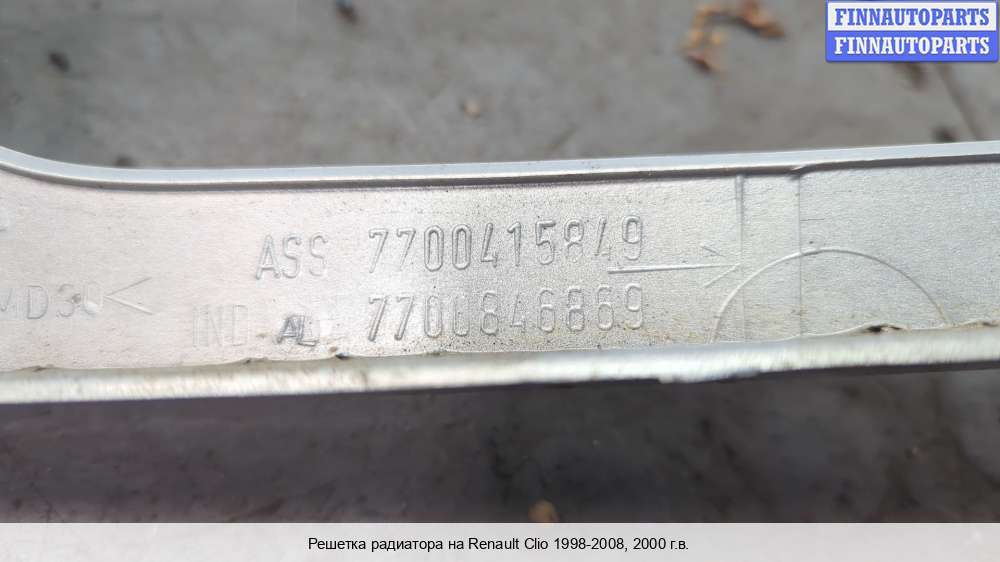 FINNAUTOPARTS
FINNAUTOPARTS
ASS 7700415849
MD30<
IND AL 7700846869
Решетка радиатора на Renault Clio 1998-2008, 2000 г.в.